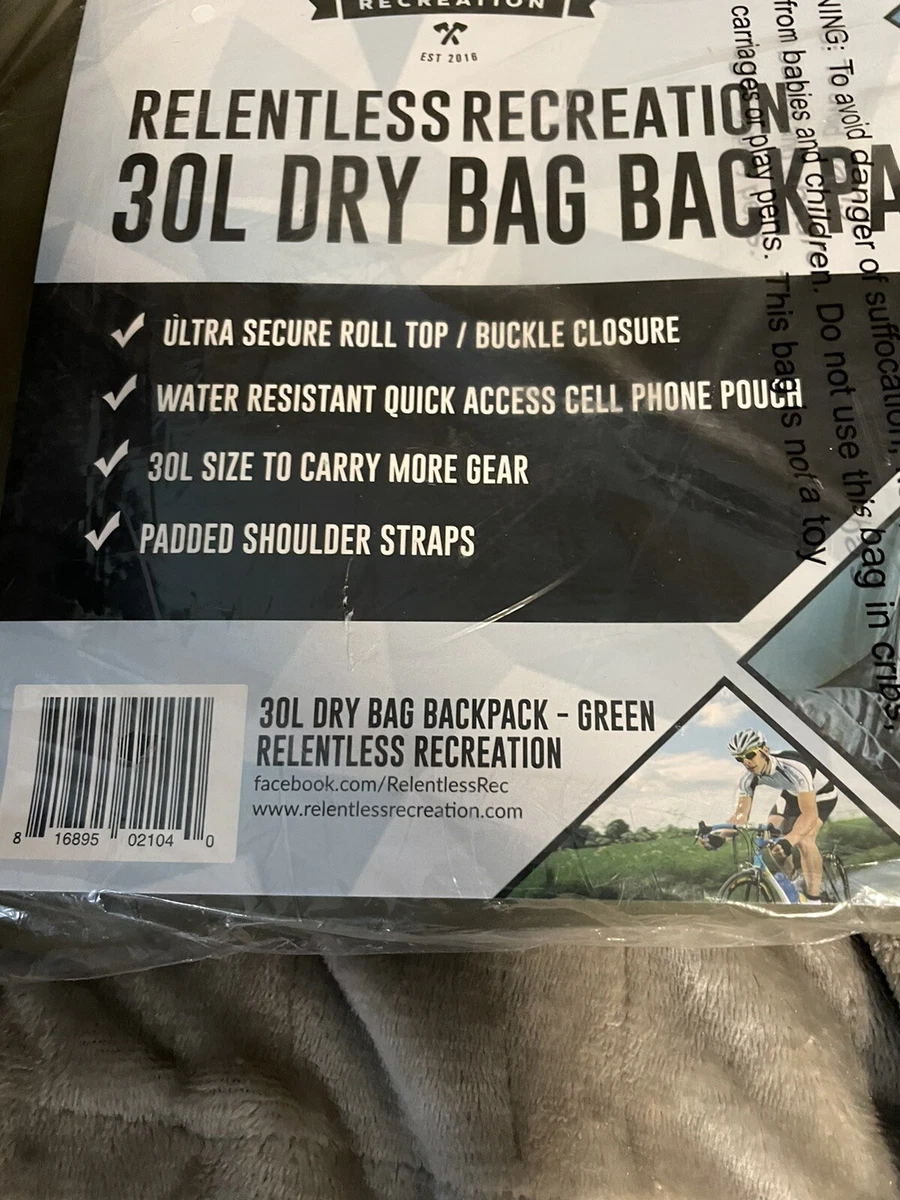 RECREATION
EST 2016
RELENTLESS RECREATION
30L DRY BAG BACKPA
ULTRA SECURE ROLL TOP / BUCKLE CLOSURE
WATER RESISTANT QUICK ACCESS CELL PHONE POUCH
30L SIZE TO CARRY MORE GEAR
PADDED SHOULDER STRAPS
30L DRY BAG BACKPACK - GREEN
RELENTLESS RECREATION
facebook.com/RelentlessRec
www.relentlessrecreation.com
8 16895 02104 0
NING: To avoid danger of suffocation,
from babies and children. Do not use this bag in cribs,
carriages or play pens. This bag is not a toy